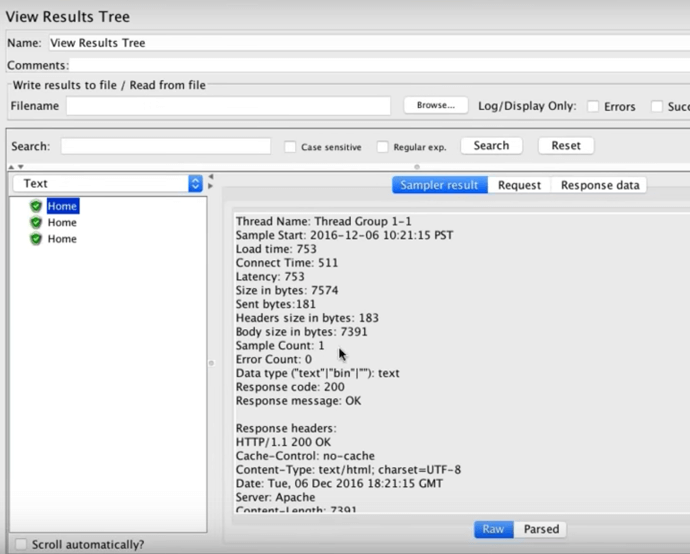 View Results Tree
Name: View Results Tree
Comments:
Write results to file / Read from file
Filename Browse... Log/Display Only: Errors Succ
Search: Case sensitive Regular exp. Search Reset
Text
Home
Home
Home
Scroll automatically?
Sampler result Request Response data
Thread Name: Thread Group 1-1
Sample Start: 2016-12-06 10:21:15 PST
Load time: 753
Connect Time: 511
Latency: 753
Size in bytes: 7574
Sent bytes:181
Headers size in bytes: 183
Body size in bytes: 7391
Sample Count: 1
Error Count: 0
Data type ("text"|"bin"|""): text
Response code: 200
Response message: OK
Response headers:
HTTP/1.1 200 OK
Cache-Control: no-cache
Content-Type: text/html; charset=UTF-8
Date: Tue, 06 Dec 2016 18:21:15 GMT
Server: Apache
Content-Length: 7391
Raw Parsed